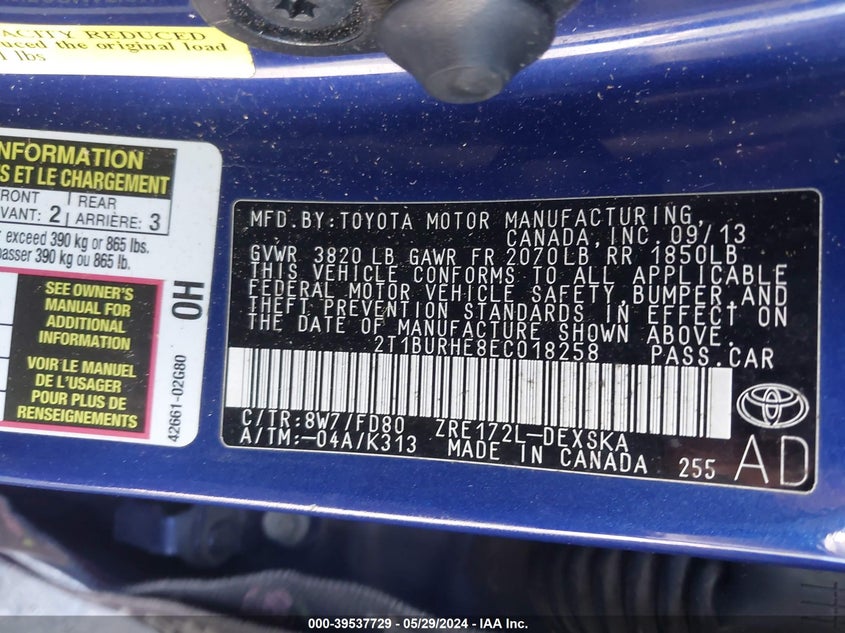 ACITY REDUCED
duced the original load
1 lbs
INFORMATION
S ET LE CHARGEMENT
FRONT
VANT: 2
REAR
ARRIÈRE: 3
exceed 390 kg or 865 lbs.
passer 390 kg ou 865 lb.
SEE OWNER'S
MANUAL FOR
ADDITIONAL
INFORMATION
VOIR LE MANUEL
DE L'USAGER
POUR PLUS DE
RENSEIGNEMENTS
OH
42661-02G80
MFD.BY:TOYOTA MOTOR MANUFACTURING,
CANADA,INC.09/13
GVWR 3820 LB GAWR FR 2070LB RR 1850LB
THIS VEHICLE CONFORMS TO ALL APPLICABLE
FEDERAL MOTOR VEHICLE SAFETY,BUMPER,AND
THEFT PREVENTION STANDARDS IN EFFECT ON
THE DATE OF MANUFACTURE SHOWN ABOVE.
2T1BURHE8EC018258 PASS.CAR
C/TR:8W7/FD80 ZRE172L-DEXSKA
A/TM:-04A/K313 MADE IN CANADA 255
AD
000-39537729 - 05/29/2024 - IAA Inc.